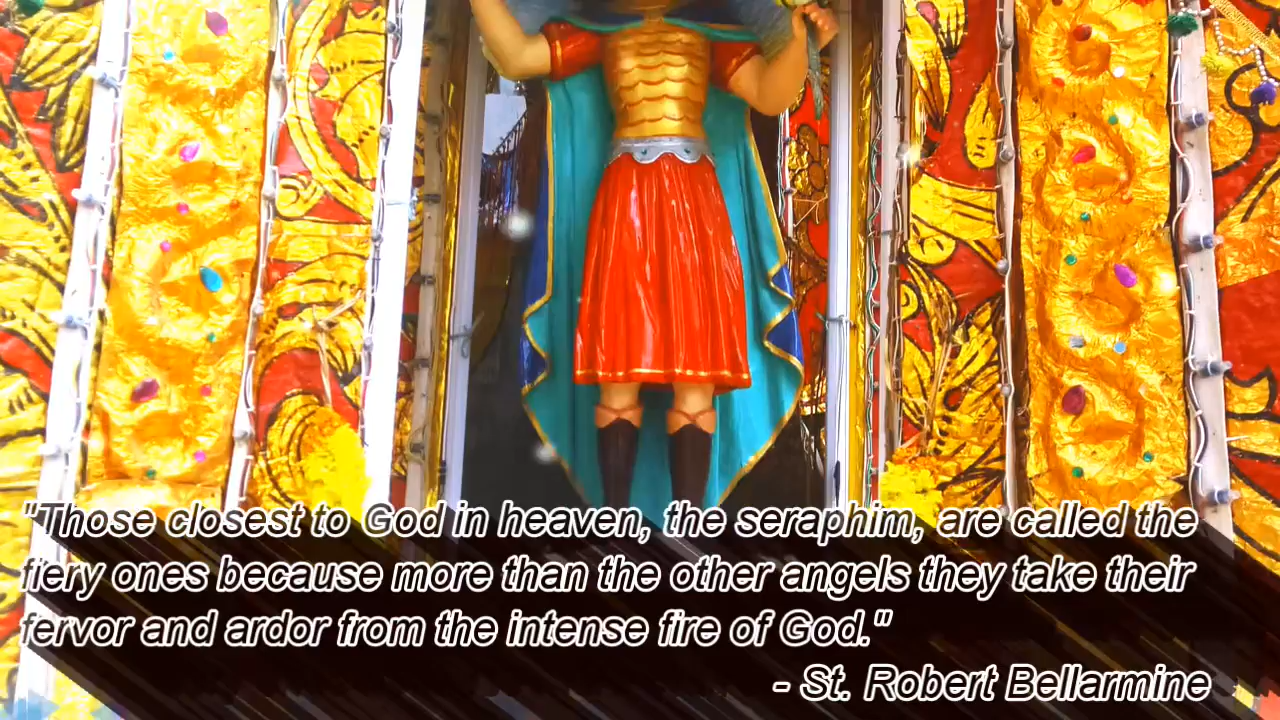 "Those closest to God in heaven, the seraphim, are called the
fiery ones because more than the other angels they take their
fervor and ardor from the intense fire of God."
- St. Robert Bellarmine